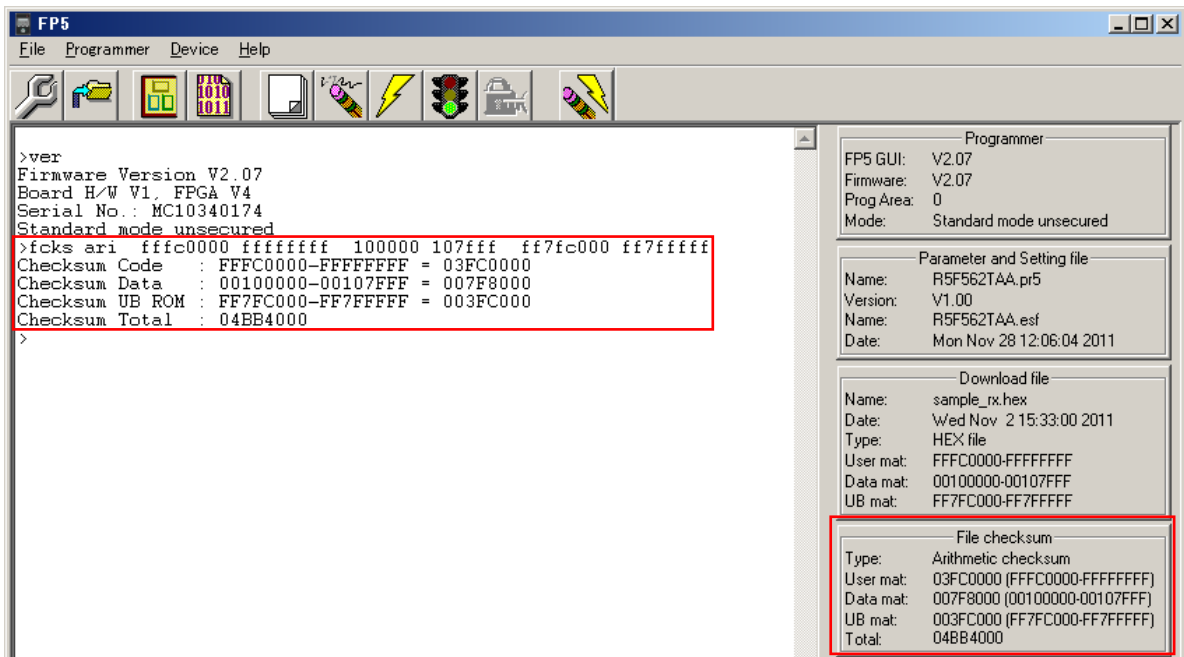 FP5
File Programmer Device Help
>ver
Firmware Version V2.07
Board H/W V1, FPGA V4
Serial No.: MC10340174
Standard mode unsecured
>fcks ari  fffc0000 ffffffff  100000 107fff  ff7fc000 ff7fffff
Checksum Code   : FFFC0000-FFFFFFFF = 03FC0000
Checksum Data   : 00100000-00107FFF = 007F8000
Checksum UB ROM : FF7FC000-FF7FFFFF = 003FC000
Checksum Total  : 04BB4000
>
Programmer
FP5 GUI: V2.07
Firmware: V2.07
Prog Area: 0
Mode: Standard mode unsecured
Parameter and Setting file
Name: R5F562TAA.pr5
Version: V1.00
Name: R5F562TAA.esf
Date: Mon Nov 28 12:06:04 2011
Download file
Name: sample_rx.hex
Date: Wed Nov  2 15:33:00 2011
Type: HEX file
User mat: FFFC0000-FFFFFFFF
Data mat: 00100000-00107FFF
UB mat: FF7FC000-FF7FFFFF
File checksum
Type: Arithmetic checksum
User mat: 03FC0000 (FFFC0000-FFFFFFFF)
Data mat: 007F8000 (00100000-00107FFF)
UB mat: 003FC000 (FF7FC000-FF7FFFFF)
Total: 04BB4000